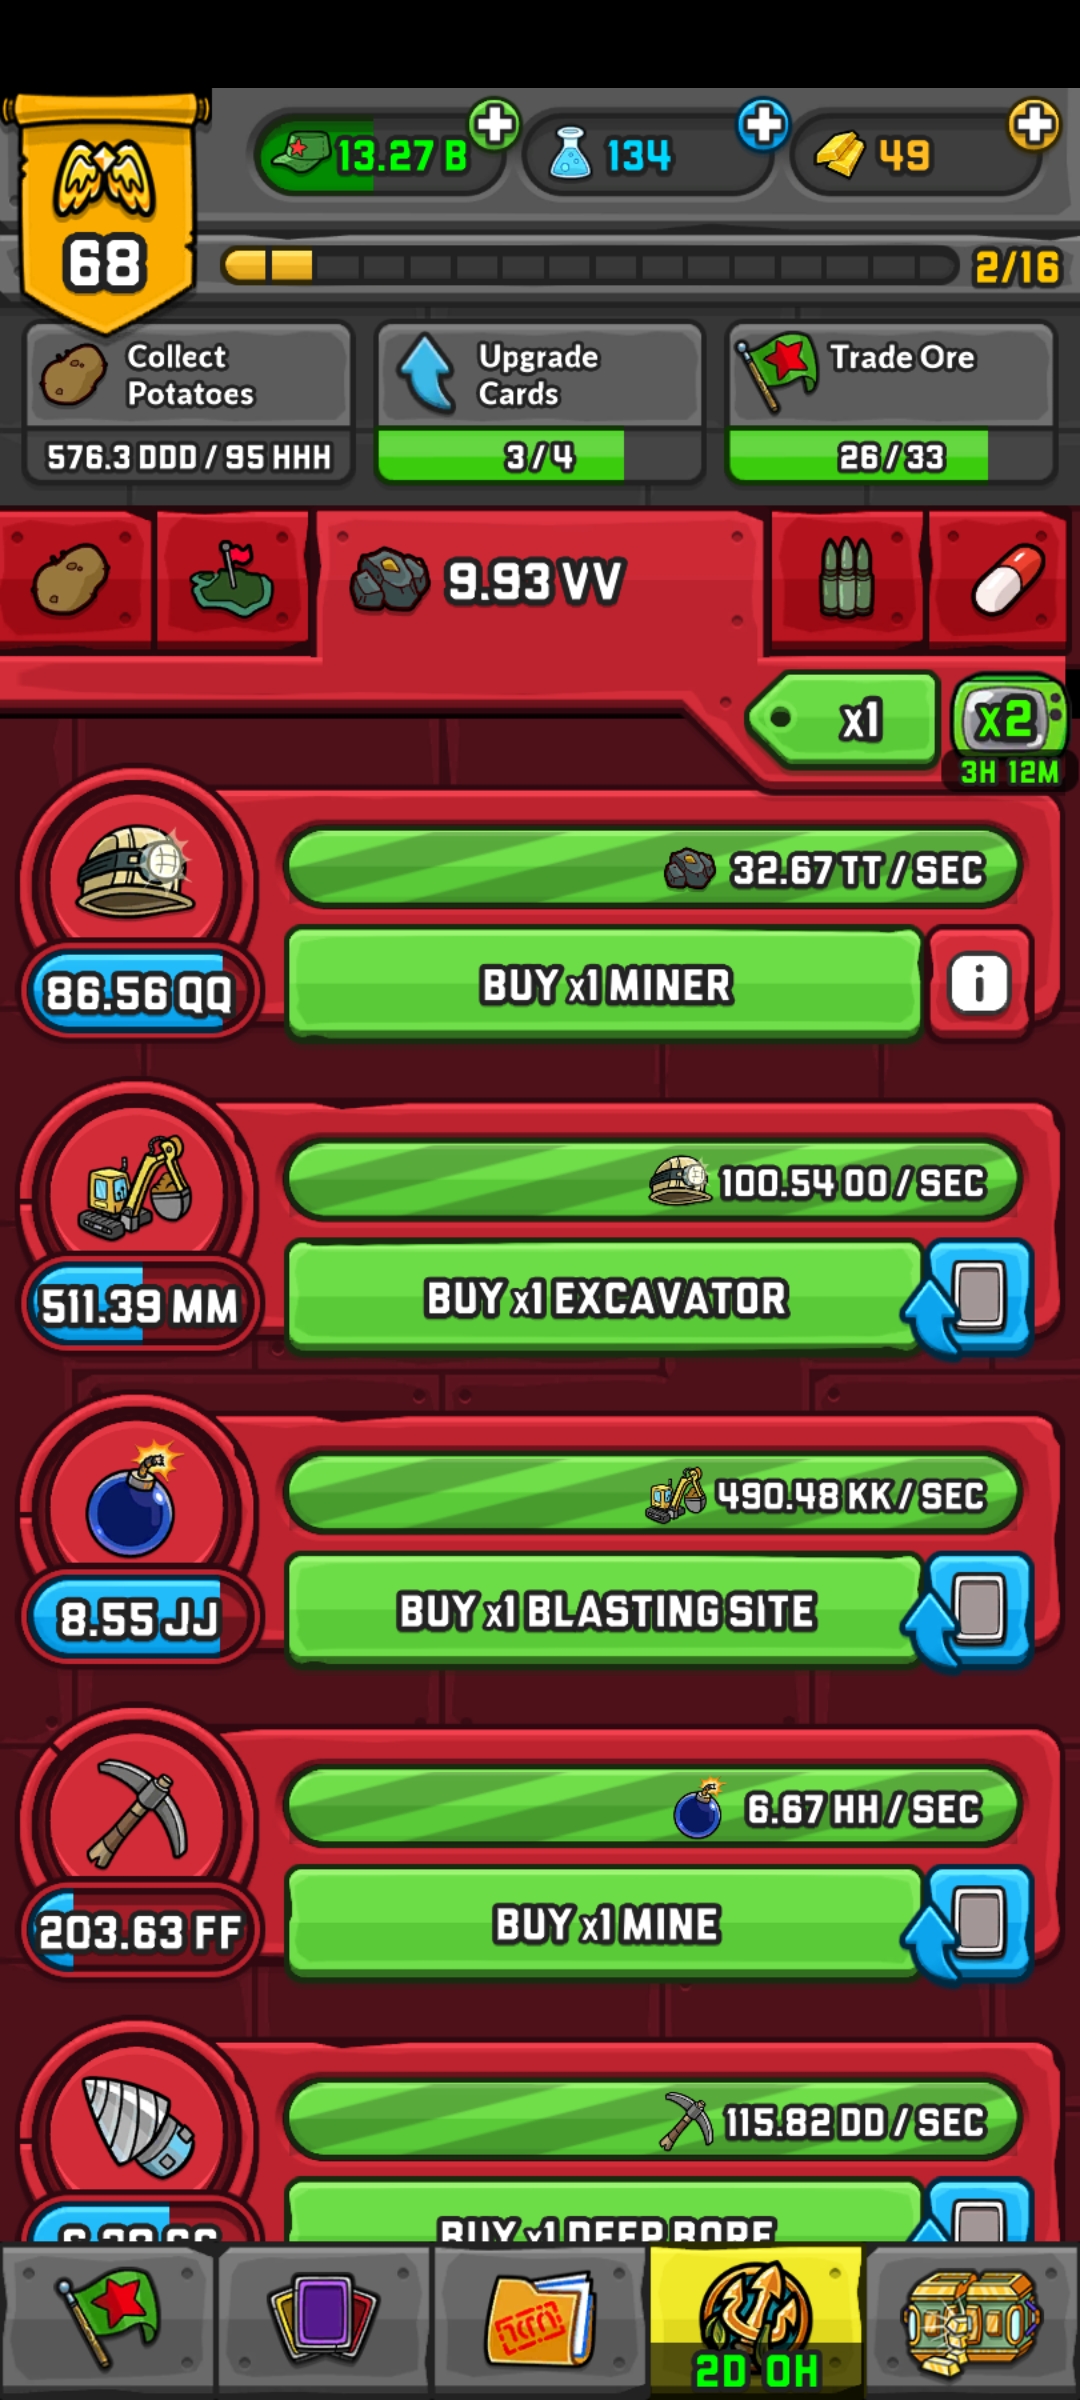 13.27 B
134
49
68
2/16
Collect
Potatoes
Upgrade
Cards
Trade Ore
576.3 DDD / 95 HHH
3/4
26/33
9.93 VV
x1
x2
3H 12M
32.67 TT / SEC
86.56 QQ
BUY x1 MINER
i
100.54 OO / SEC
511.39 MM
BUY x1 EXCAVATOR
490.48 KK / SEC
8.55 JJ
BUY x1 BLASTING SITE
6.67 HH / SEC
203.63 FF
BUY x1 MINE
115.82 DD / SEC
BUY x1 DEEP BORE
2D 0H